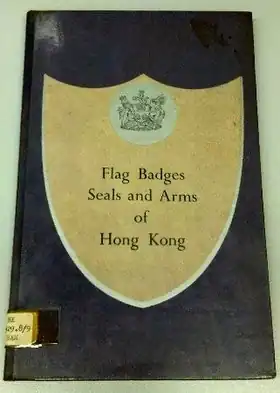 Flag Badges
Seals and Arms
of
Hong Kong